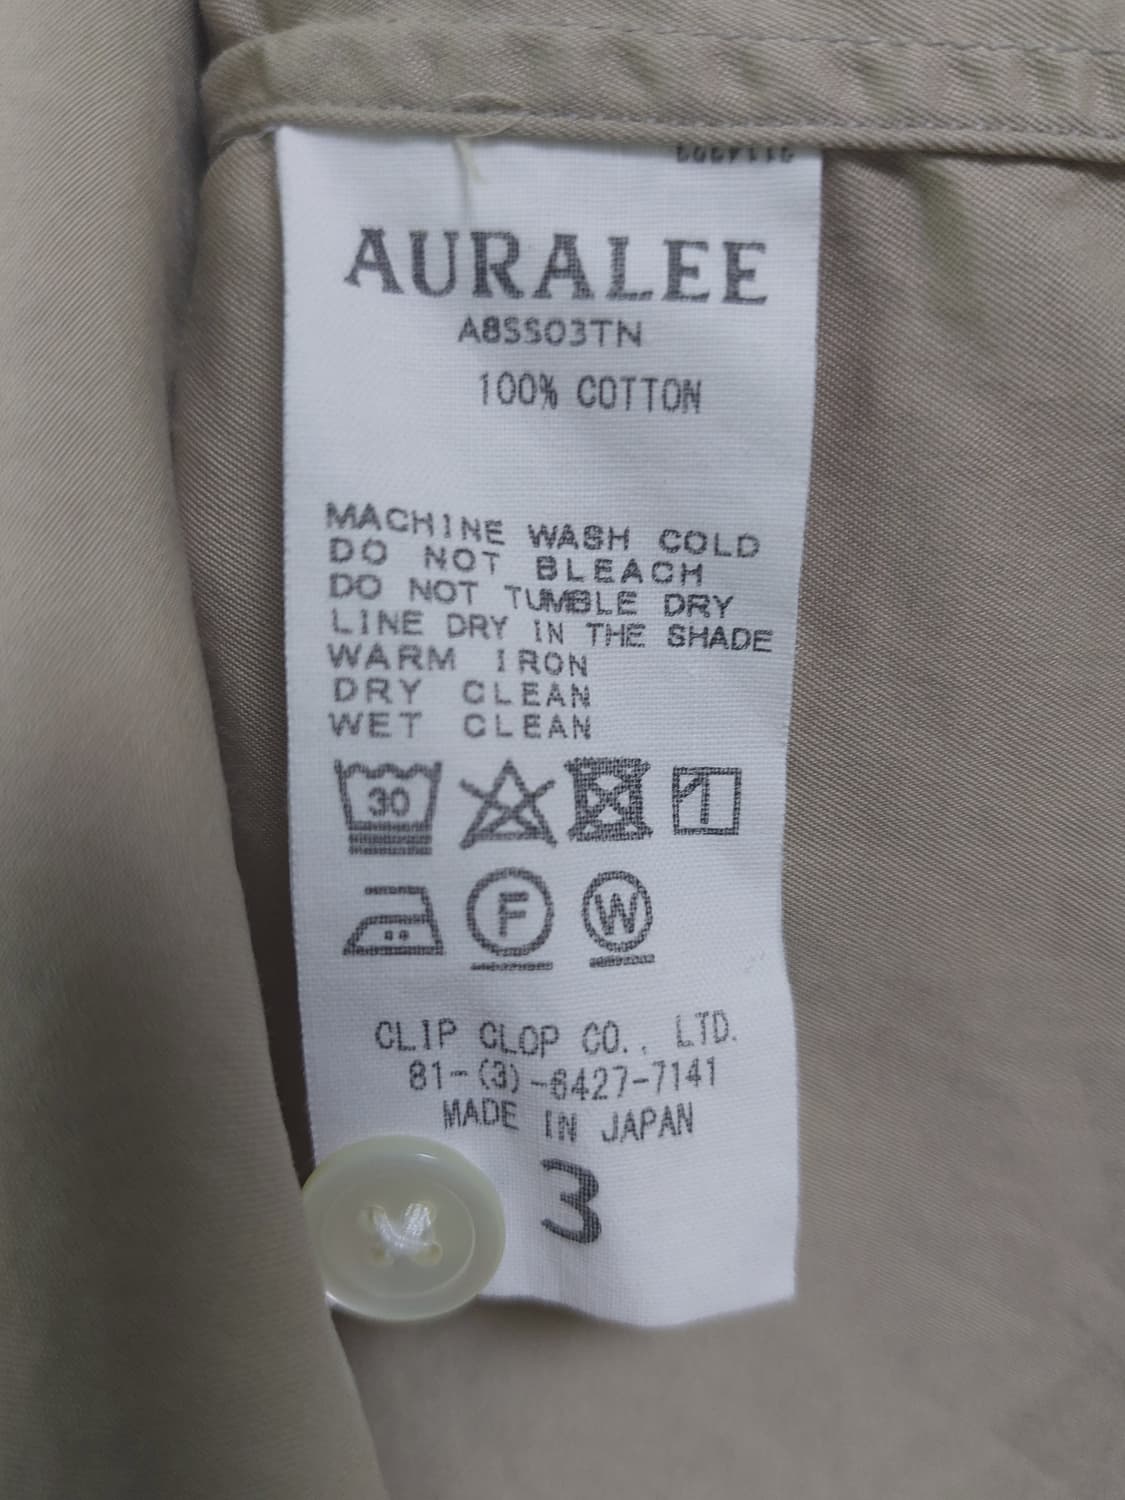 AURALEE
A8SS03TN
100% COTTON
MACHINE WASH COLD
DO NOT BLEACH
DO NOT TUMBLE DRY
LINE DRY IN THE SHADE
WARM IRON
DRY CLEAN
WET CLEAN
30
F W
CLIP CLOP CO., LTD.
81-(3)-6427-7141
MADE IN JAPAN
3